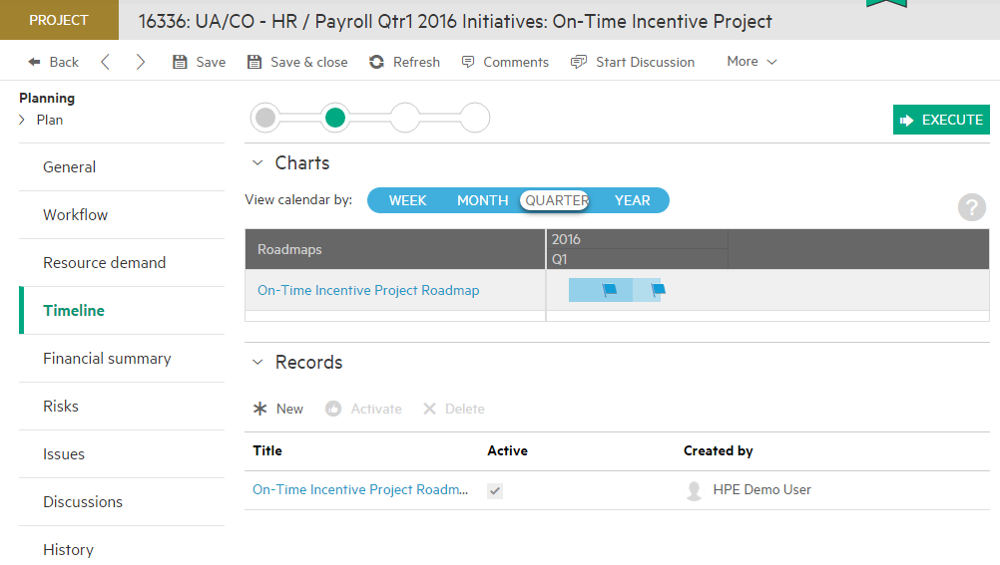 PROJECT 16336: UA/CO - HR / Payroll Qtr1 2016 Initiatives: On-Time Incentive Project
Back Save Save & close Refresh Comments Start Discussion More
Planning
Plan
EXECUTE
General
Workflow
Resource demand
Timeline
Financial summary
Risks
Issues
Discussions
History
Charts
View calendar by: WEEK MONTH QUARTER YEAR
?
Roadmaps
2016
Q1
On-Time Incentive Project Roadmap
Records
New Activate Delete
Title Active Created by
On-Time Incentive Project Roadm... HPE Demo User